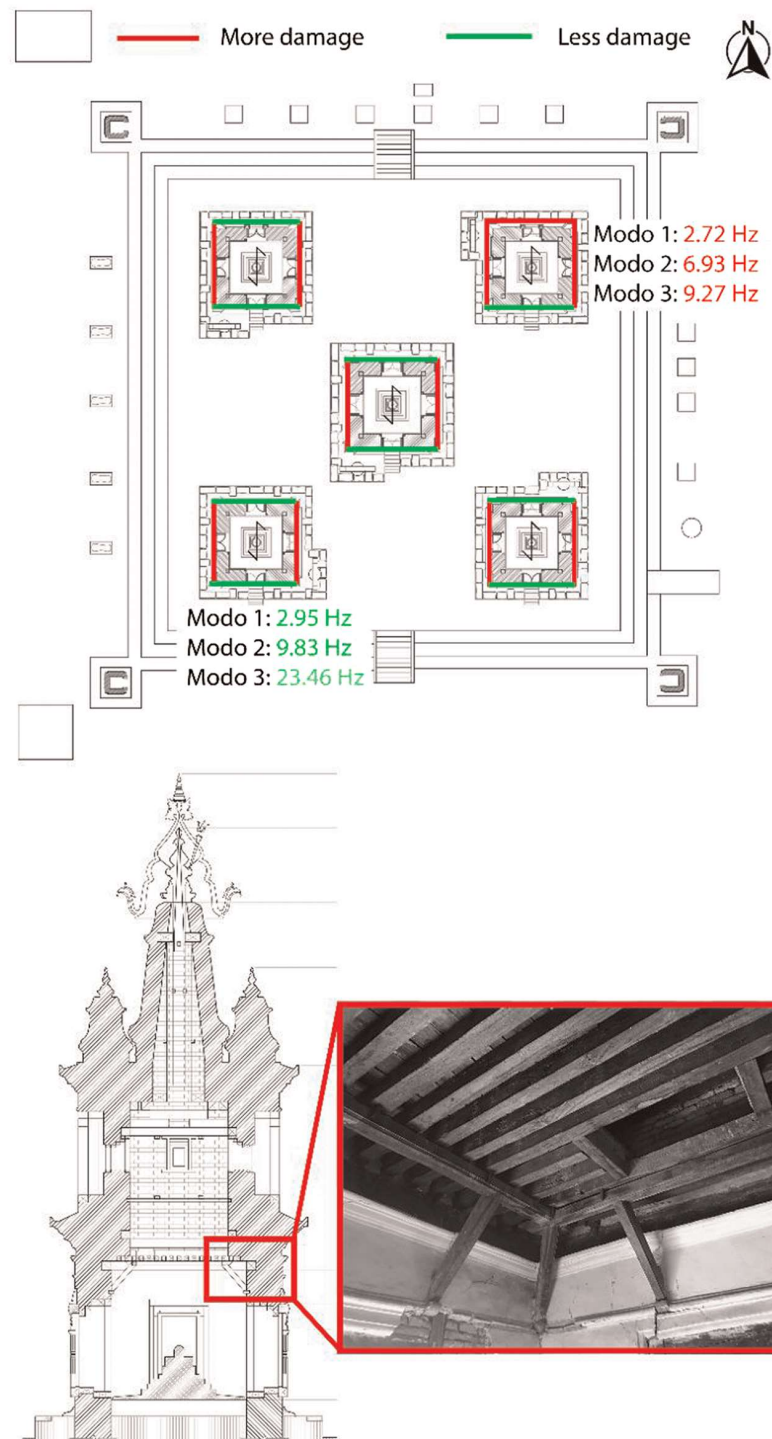 More damage
Less damage
N
Modo 1: 2.72 Hz
Modo 2: 6.93 Hz
Modo 3: 9.27 Hz
Modo 1: 2.95 Hz
Modo 2: 9.83 Hz
Modo 3: 23.46 Hz